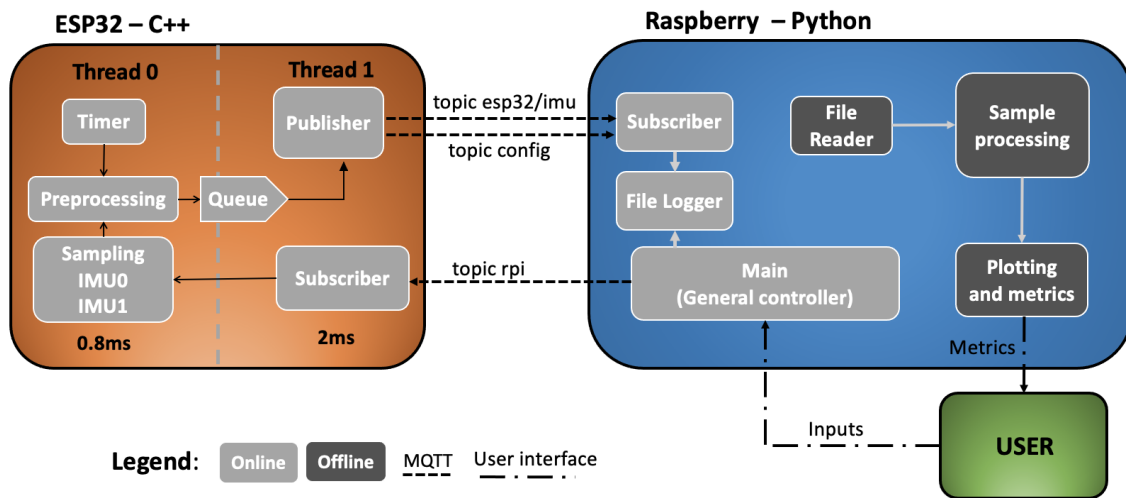 ESP32 – C++
Raspberry – Python
Thread 0
Thread 1
Timer
Publisher
Preprocessing
Queue
Sampling
IMU0
IMU1
Subscriber
0.8ms
2ms
topic esp32/imu
topic config
topic rpi
Subscriber
File Logger
Main
(General controller)
File
Reader
Sample
processing
Plotting
and metrics
Metrics
Inputs
USER
Legend:
Online
Offline
MQTT
User interface